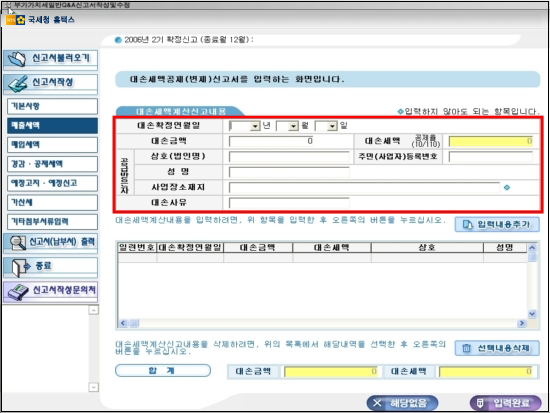 부가가치세일반Q&A신고서작성및수정
국세청 홈택스
2006년 2기 확정신고 (종료월 12월) :
신고서불러오기
신고서작성
기본사항
매출세액
매입세액
경감 · 공제세액
예정고지 · 예정신고
가산세
기타첨부서류입력
신고서(납부서) 출력
종료
신고서작성문의처
대손세액공제(변제)신고서를 입력하는 화면입니다.
대손세액계산신고내용
◆입력하지 않아도 되는 항목입니다.
대손확정연월일 년 월 일
대손금액 0 대손세액 공제율 (10/110) 0
공급받는자
상호(법인명) 주민(사업자)등록번호
성 명
사업장소재지
대손사유
대손세액계산내용을 입력하려면, 위 항목을 입력한 후 오른쪽의 버튼을 누르십시오.
입력내용추가
일련번호 대손확정연월일 대손금액 대손세액 상호 성명
대손세액계산신고내용을 삭제하려면, 위의 목록에서 해당내역을 선택한 후 오른쪽의
버튼을 누르십시오.
선택내용삭제
합 계 대손금액 0 대손세액 0
해당없음 입력완료